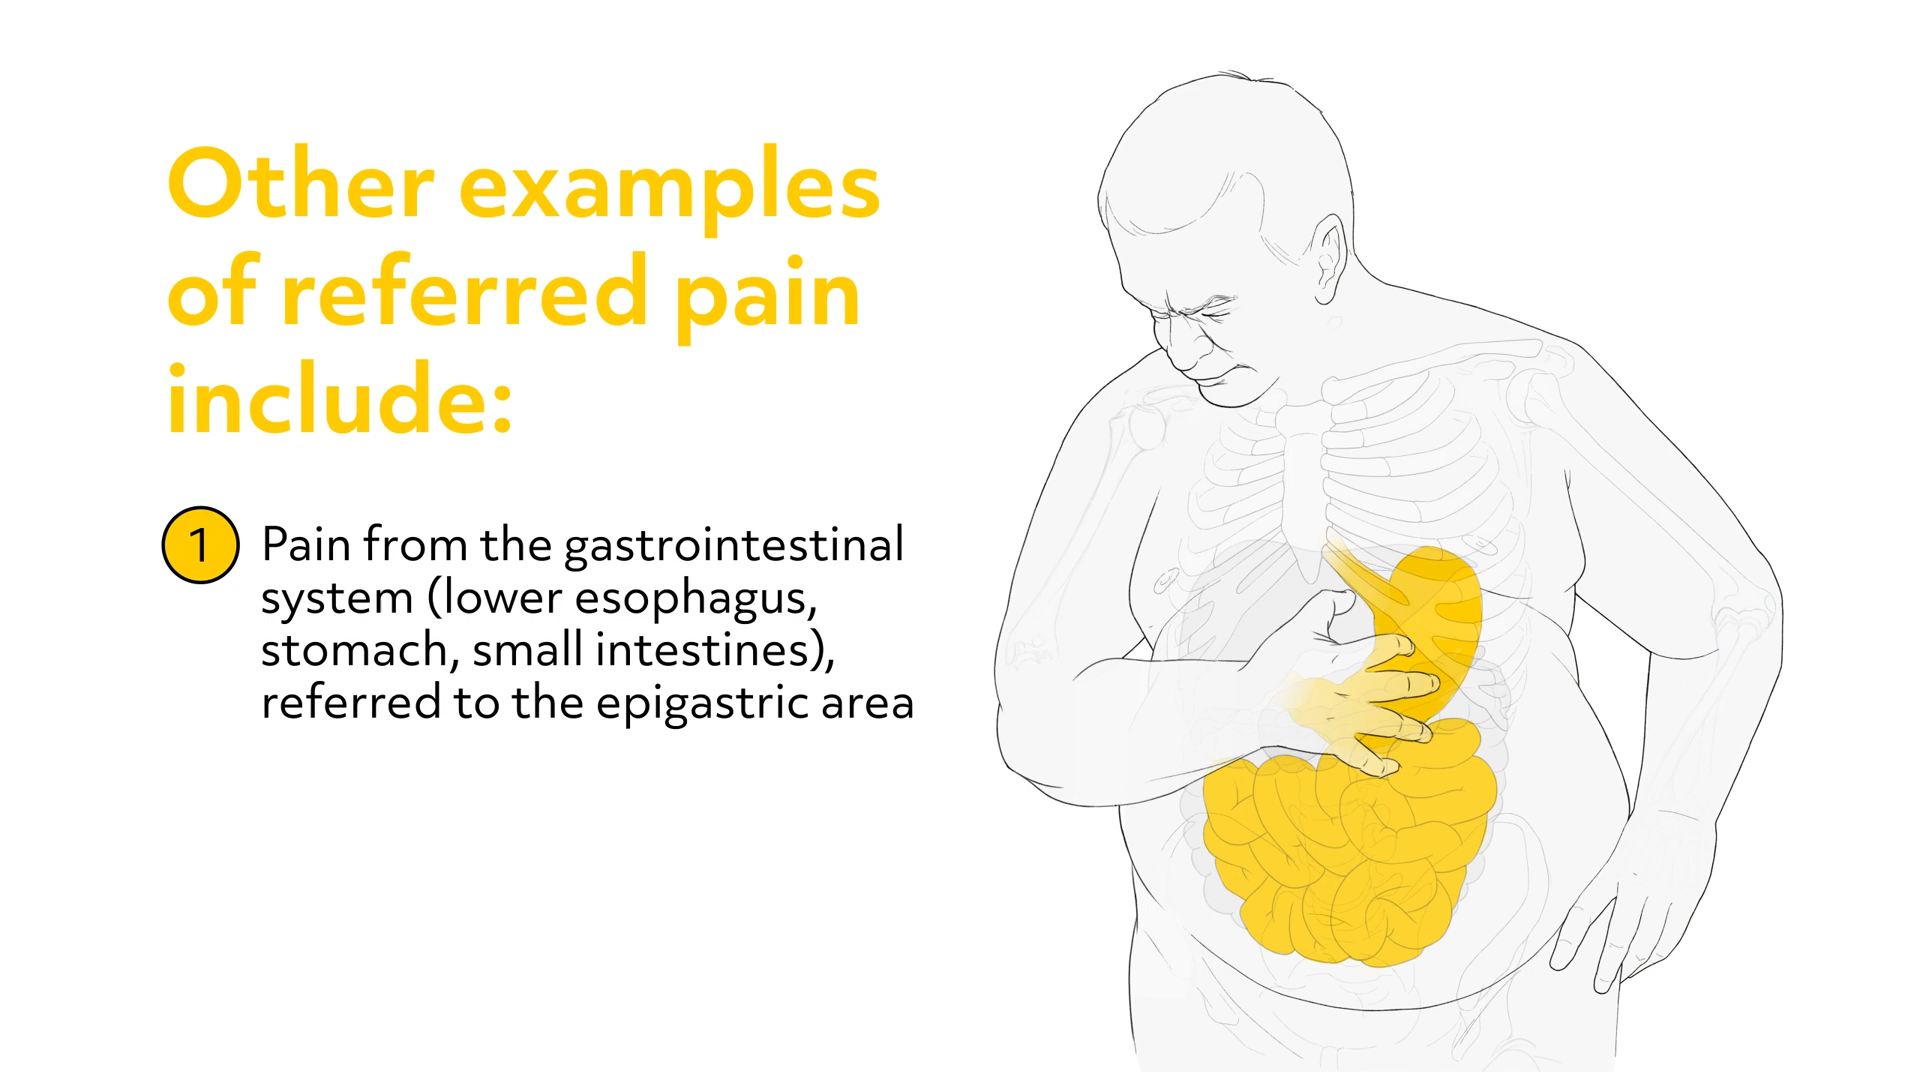 Other examples
of referred pain
include:
1 Pain from the gastrointestinal
system (lower esophagus,
stomach, small intestines),
referred to the epigastric area